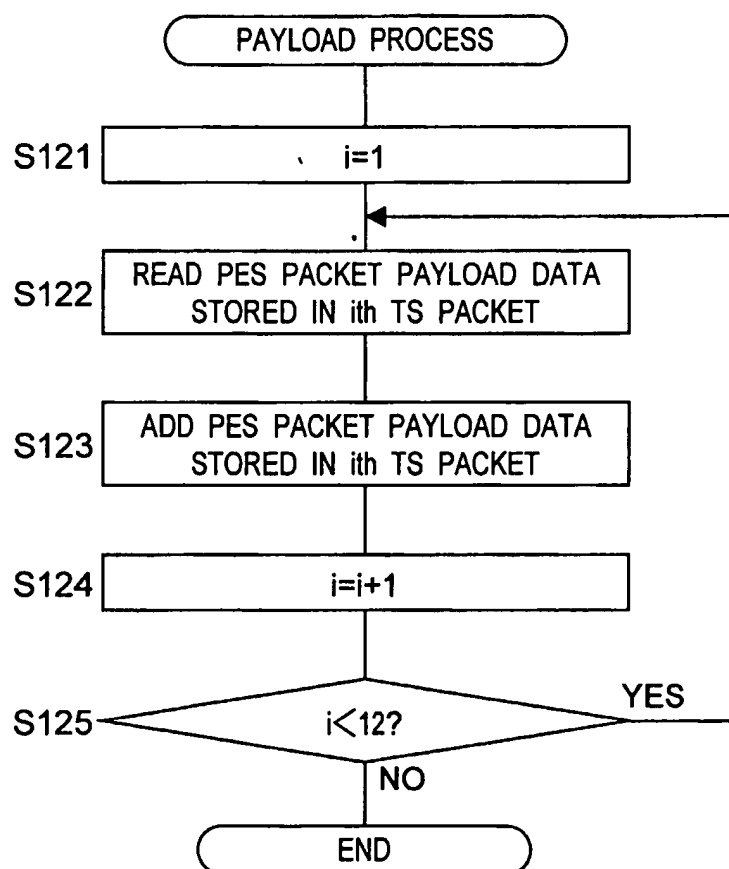 PAYLOAD PROCESS
S121
i=1
S122
READ PES PACKET PAYLOAD DATA
STORED IN ith TS PACKET
S123
ADD PES PACKET PAYLOAD DATA
STORED IN ith TS PACKET
S124
i=i+1
S125
i<12?
YES
NO
END